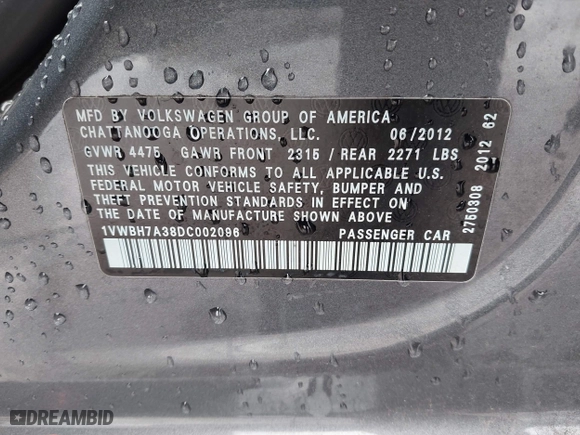 MFD BY VOLKSWAGEN GROUP OF AMERICA
CHATTANOOGA OPERATIONS, LLC. 06/2012
GVWR 4475 GAWR FRONT 2315 / REAR 2271 LBS
THIS VEHICLE CONFORMS TO ALL APPLICABLE U.S.
FEDERAL MOTOR VEHICLE SAFETY, BUMPER AND
THEFT PREVENTION STANDARDS IN EFFECT ON
THE DATE OF MANUFACTURE SHOWN ABOVE
1VWBH7A38DC002096 PASSENGER CAR
2750308 2012 62
DREAMBID